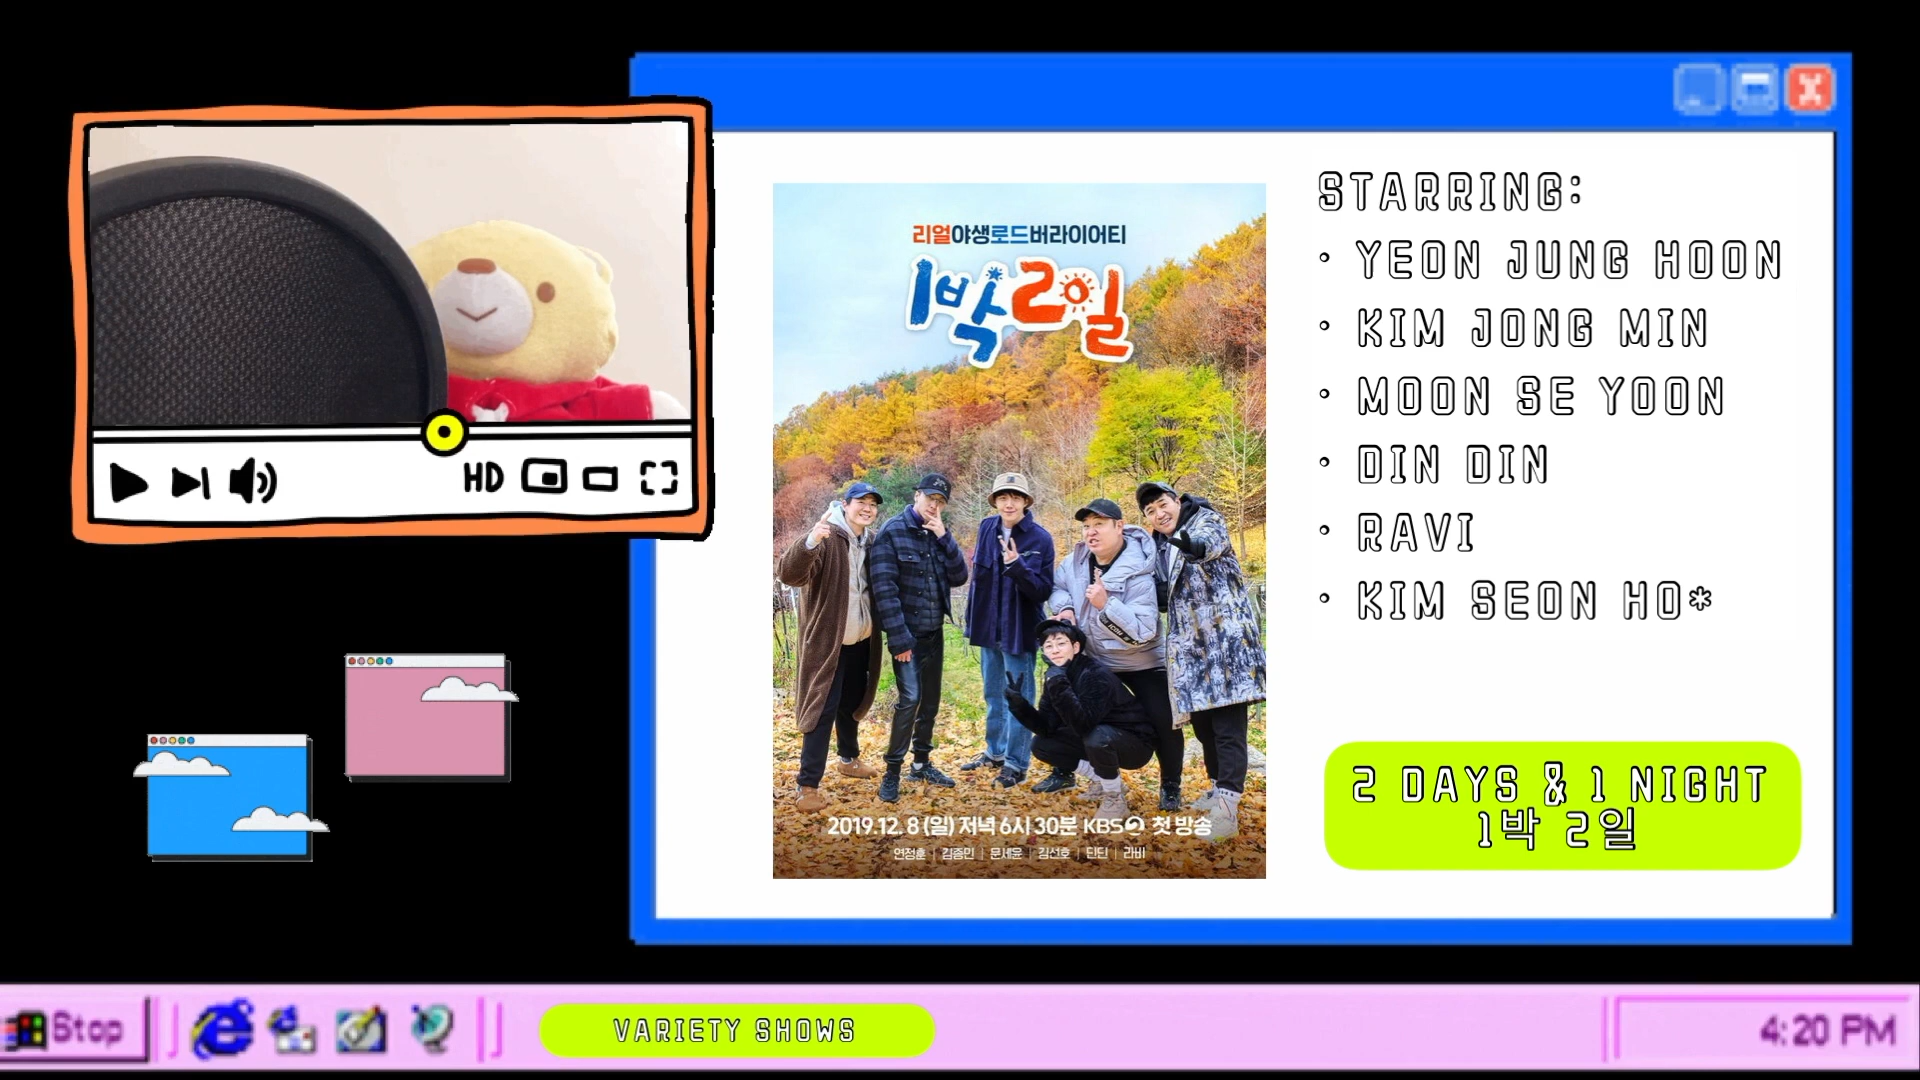 HD
리얼야생로드버라이어티
1박2일
2019.12.8(일) 저녁 6시 30분 KBS2 첫 방송
연정훈 | 김종민 | 문세윤 | 김선호 | 딘딘 | 라비
STARRING:
• YEON JUNG HOON
• KIM JONG MIN
• MOON SE YOON
• DIN DIN
• RAVI
• KIM SEON HO*
2 DAYS & 1 NIGHT
1박 2일
Stop
VARIETY SHOWS
4:20 PM